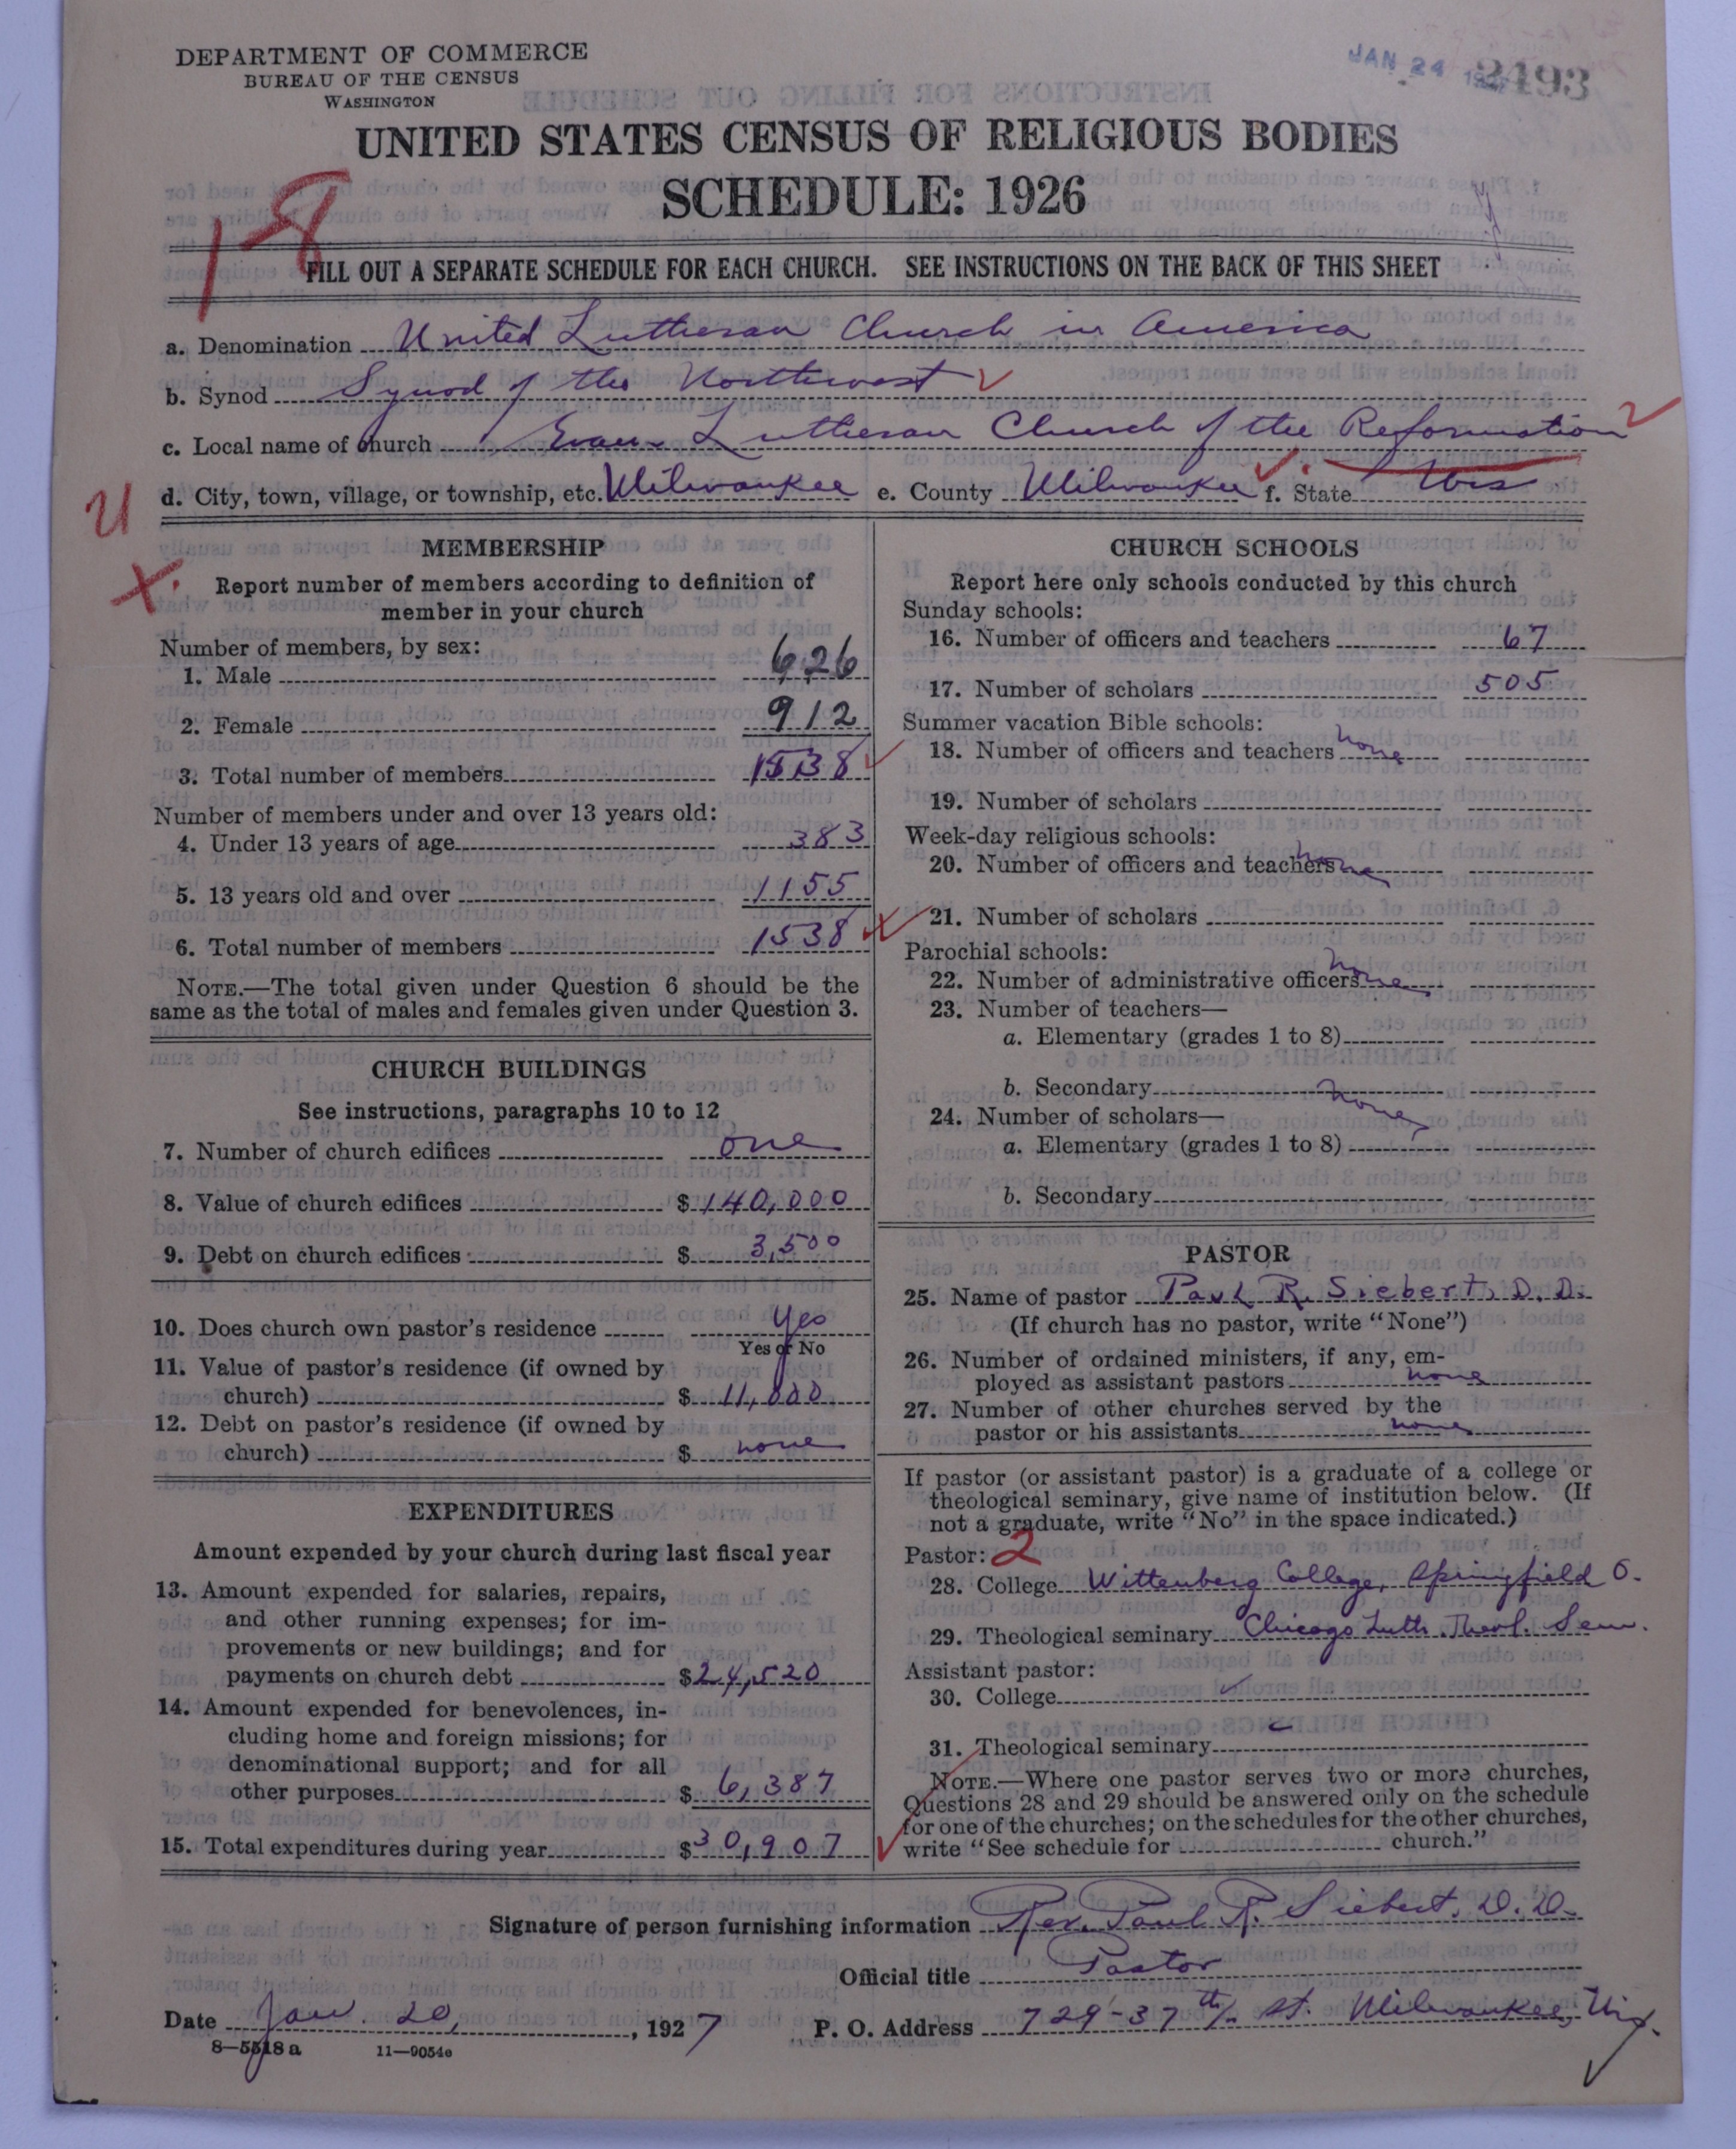 DEPARTMENT OF COMMERCE
BUREAU OF THE CENSUS
WASHINGTON
JAN 24
2493
UNITED STATES CENSUS OF RELIGIOUS BODIES
SCHEDULE: 1926
18
FILL OUT A SEPARATE SCHEDULE FOR EACH CHURCH. SEE INSTRUCTIONS ON THE BACK OF THIS SHEET
a. Denomination United Lutheran Church in America
b. Synod Synod of the Northwest
c. Local name of church Evan. Lutheran Church of the Reformation
d. City, town, village, or township, etc. Milwaukee e. County Milwaukee f. State Wis
MEMBERSHIP
Report number of members according to definition of
member in your church
Number of members, by sex:
1. Male 626
2. Female 912
3. Total number of members 1538
Number of members under and over 13 years old:
4. Under 13 years of age 383
5. 13 years old and over 1155
6. Total number of members 1538
NOTE.—The total given under Question 6 should be the
same as the total of males and females given under Question 3.
CHURCH BUILDINGS
See instructions, paragraphs 10 to 12
7. Number of church edifices one
8. Value of church edifices $ 140,000
9. Debt on church edifices $ 3,500
10. Does church own pastor's residence Yes
Yes or No
11. Value of pastor's residence (if owned by
church) $ 11,000
12. Debt on pastor's residence (if owned by
church) $ none
EXPENDITURES
Amount expended by your church during last fiscal year
13. Amount expended for salaries, repairs,
and other running expenses; for im-
provements or new buildings; and for
payments on church debt $24,520
14. Amount expended for benevolences, in-
cluding home and foreign missions; for
denominational support; and for all
other purposes $ 6,387
15. Total expenditures during year $30,907
CHURCH SCHOOLS
Report here only schools conducted by this church
Sunday schools:
16. Number of officers and teachers 67
17. Number of scholars 505
Summer vacation Bible schools:
18. Number of officers and teachers none
19. Number of scholars
Week-day religious schools:
20. Number of officers and teachers none
21. Number of scholars
Parochial schools:
22. Number of administrative officers none
23. Number of teachers—
a. Elementary (grades 1 to 8)
b. Secondary none
24. Number of scholars—
a. Elementary (grades 1 to 8)
b. Secondary
PASTOR
25. Name of pastor Paul R. Siebert, D.D.
(If church has no pastor, write "None")
26. Number of ordained ministers, if any, em-
ployed as assistant pastors none
27. Number of other churches served by the
pastor or his assistants none
If pastor (or assistant pastor) is a graduate of a college or
theological seminary, give name of institution below. (If
not a graduate, write "No" in the space indicated.)
Pastor: 2
28. College Wittenberg College, Springfield O.
29. Theological seminary Chicago Luth. Theol. Sem.
Assistant pastor:
30. College
31. Theological seminary
NOTE.—Where one pastor serves two or more churches,
Questions 28 and 29 should be answered only on the schedule
for one of the churches; on the schedules for the other churches,
write "See schedule for church."
Signature of person furnishing information Rev. Paul R. Siebert, D.D.
Official title Pastor
Date Jan. 20, 1927 P. O. Address 729-37th St. Milwaukee, Wis.
8—5518a 11—9054e